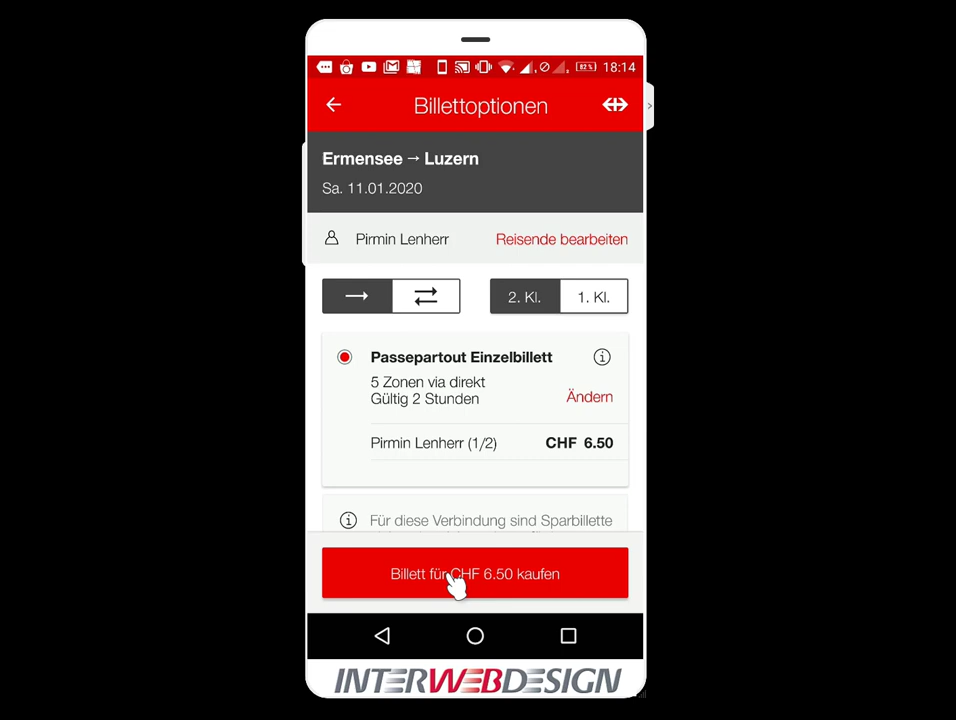 82% 18:14
Billettoptionen
Ermensee → Luzern
Sa. 11.01.2020
Pirmin Lenherr Reisende bearbeiten
2. Kl. 1. Kl.
Passepartout Einzelbillett
5 Zonen via direkt
Gültig 2 Stunden
Ändern
Pirmin Lenherr (1/2) CHF 6.50
Für diese Verbindung sind Sparbillette
Billett für CHF 6.50 kaufen
INTERWEBDESIGN